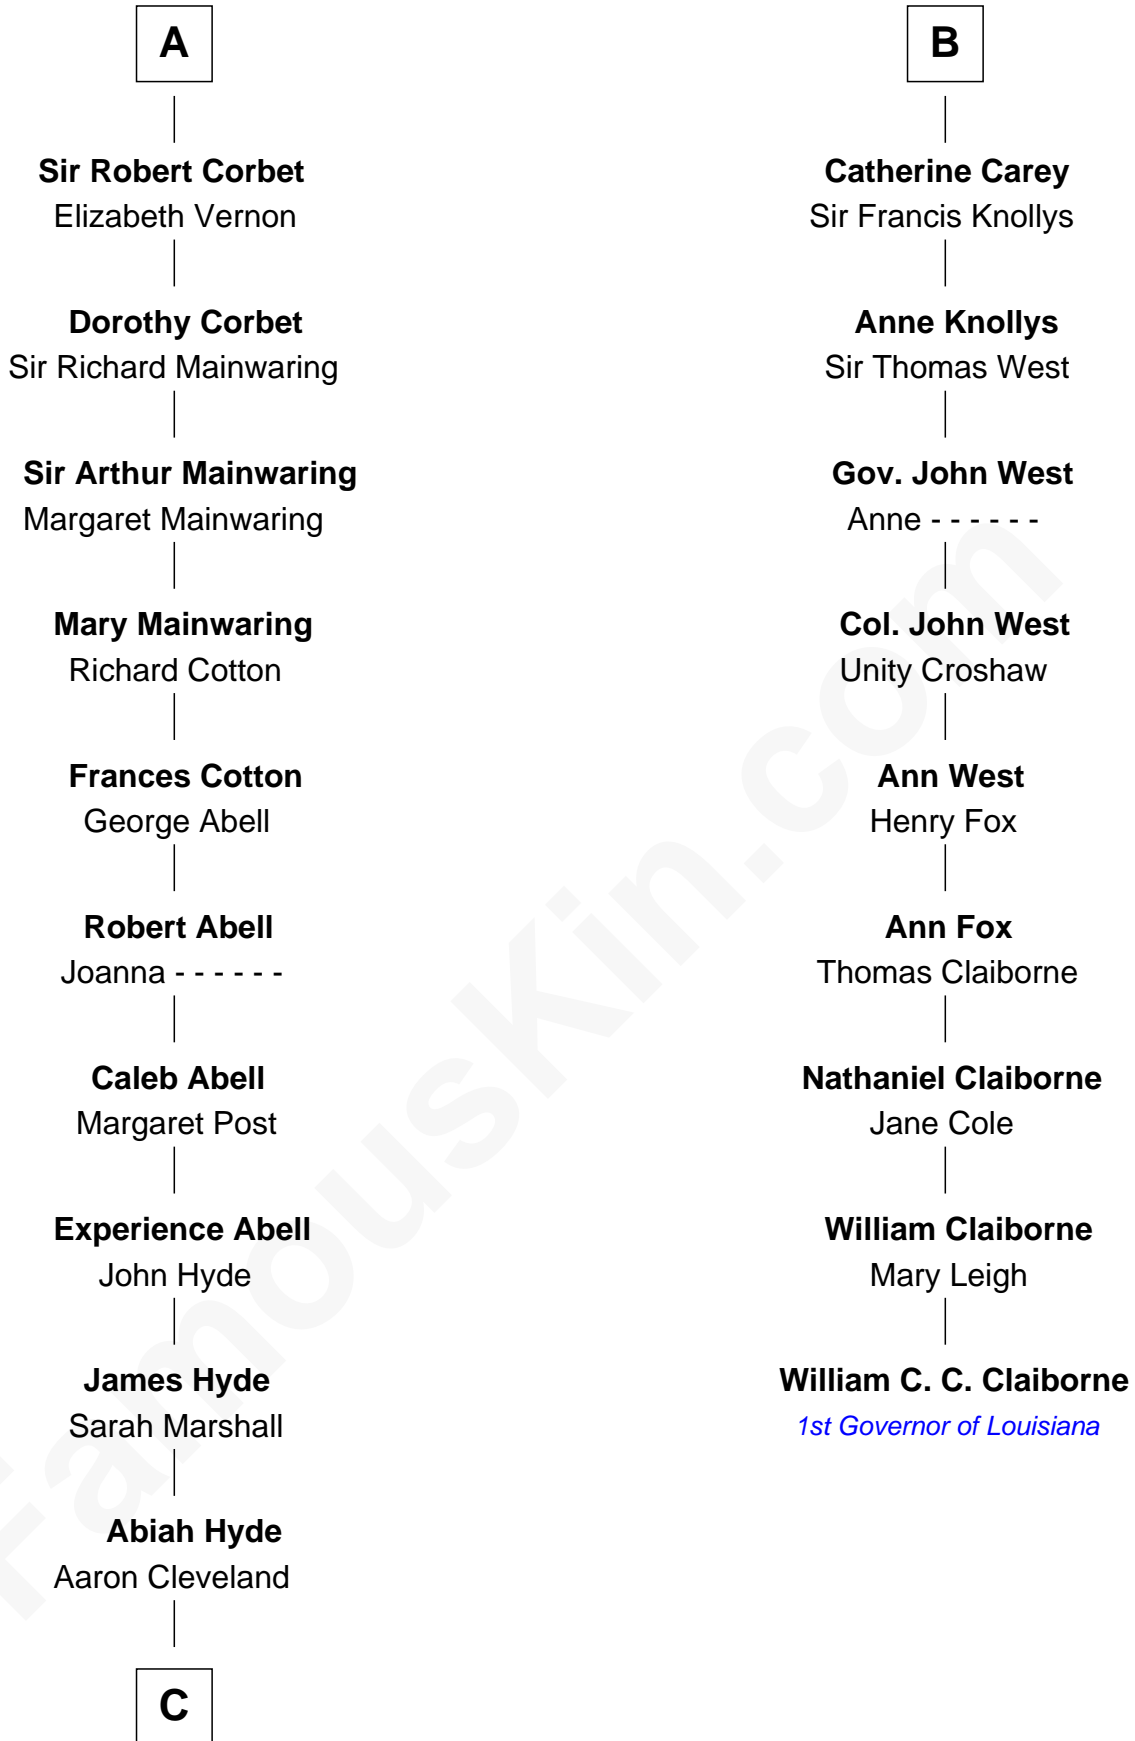 A
Sir Robert Corbet
Elizabeth Vernon
Dorothy Corbet
Sir Richard Mainwaring
Sir Arthur Mainwaring
Margaret Mainwaring
Mary Mainwaring
Richard Cotton
Frances Cotton
George Abell
Robert Abell
Joanna - - - - - -
Caleb Abell
Margaret Post
Experience Abell
John Hyde
James Hyde
Sarah Marshall
Abiah Hyde
Aaron Cleveland
C
B
Catherine Carey
Sir Francis Knollys
Anne Knollys
Sir Thomas West
Gov. John West
Anne - - - - - -
Col. John West
Unity Croshaw
Ann West
Henry Fox
Ann Fox
Thomas Claiborne
Nathaniel Claiborne
Jane Cole
William Claiborne
Mary Leigh
William C. C. Claiborne
1st Governor of Louisiana
FamousKin.com